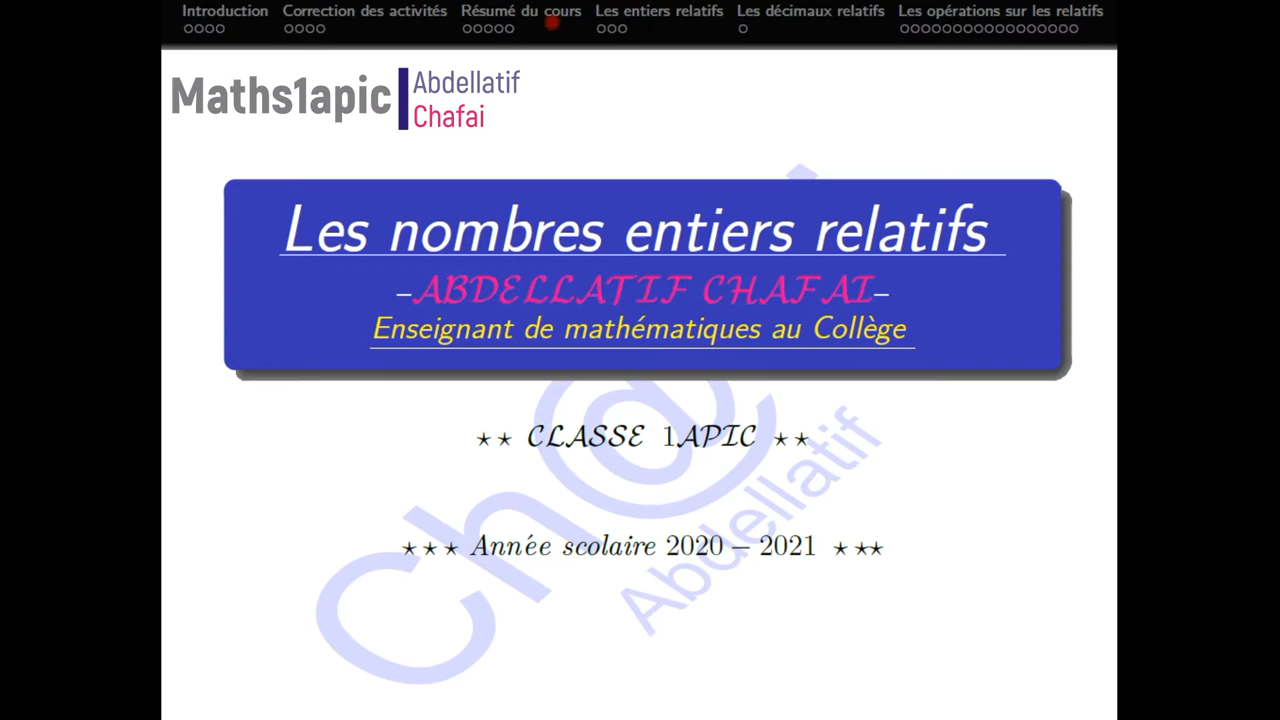 Introduction Correction des activités Résumé du cours Les entiers relatifs Les décimaux relatifs Les opérations sur les relatifs
Maths1apic Abdellatif
Chafai
Les nombres entiers relatifs
–ABDELLATIF CHAFAI–
Enseignant de mathématiques au Collège
⋆⋆ CLASSE 1APIC ⋆⋆
⋆⋆⋆ Année scolaire 2020 – 2021 ⋆⋆⋆
Ch@
Abdellatif